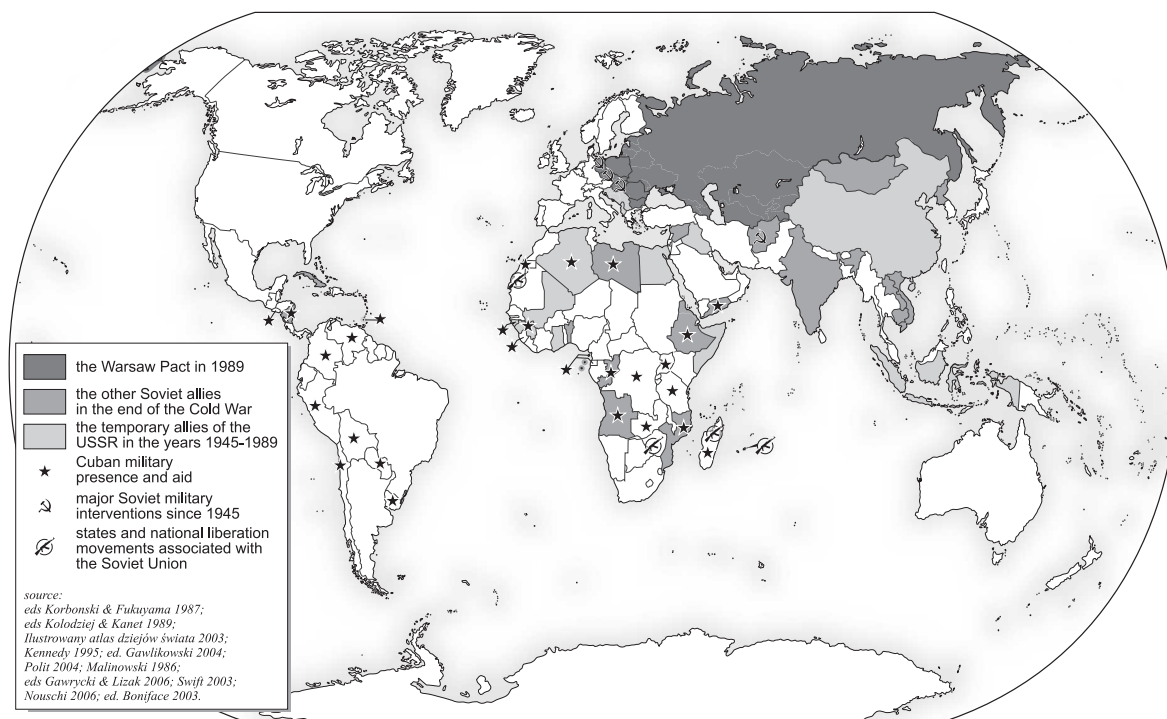 the Warsaw Pact in 1989
the other Soviet allies
in the end of the Cold War
the temporary allies of the
USSR in the years 1945-1989
Cuban military
presence and aid
major Soviet military
interventions since 1945
states and national liberation
movements associated with
the Soviet Union
source:
eds Korbonski & Fukuyama 1987;
eds Kolodziej & Kanet 1989;
Ilustrowany atlas dziejów świata 2003;
Kennedy 1995; ed. Gawlikowski 2004;
Polit 2004; Malinowski 1986;
eds Gawrycki & Lizak 2006; Swift 2003;
Nouschi 2006; ed. Boniface 2003.